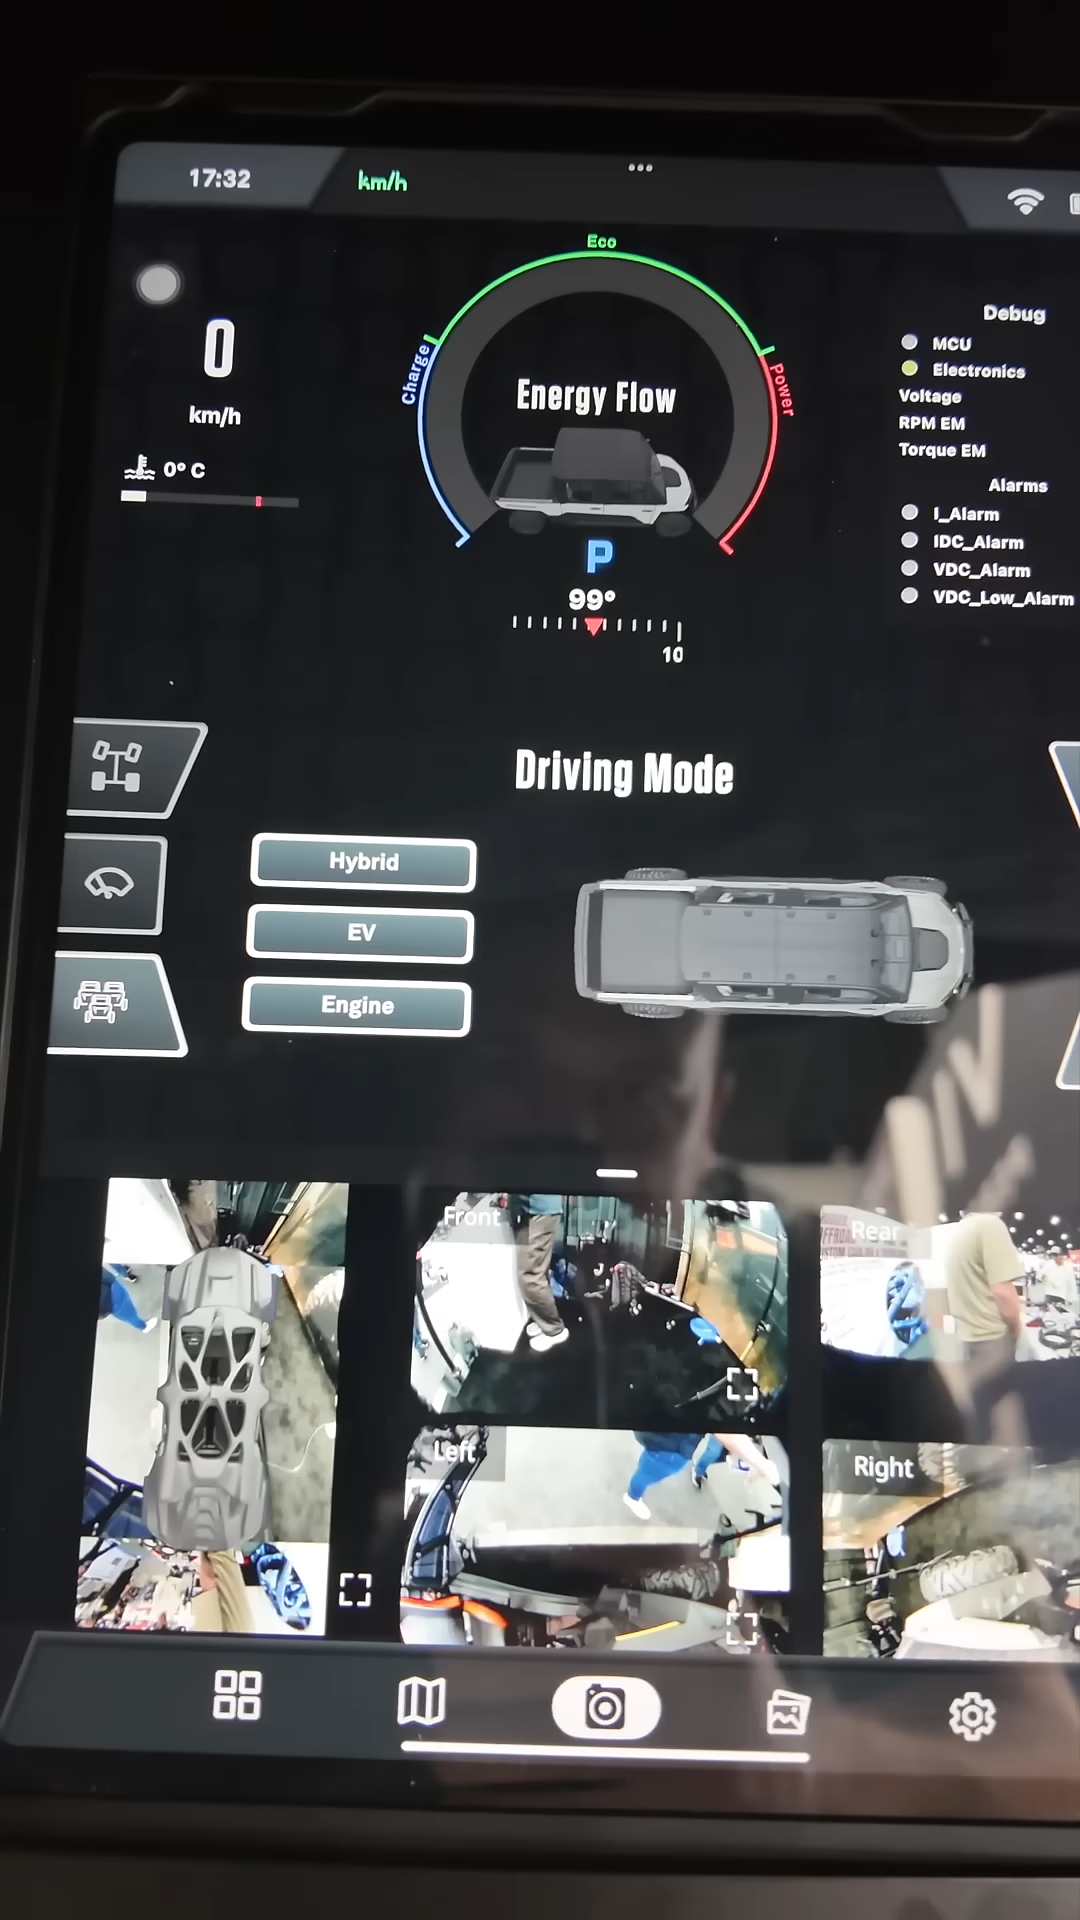 17:32
km/h
Eco
Charge
Power
0
km/h
0° C
Energy Flow
P
99°
10
Debug
MCU
Electronics
Voltage
RPM EM
Torque EM
Alarms
I_Alarm
IDC_Alarm
VDC_Alarm
VDC_Low_Alarm
Driving Mode
Hybrid
EV
Engine
Front
Rear
Left
Right